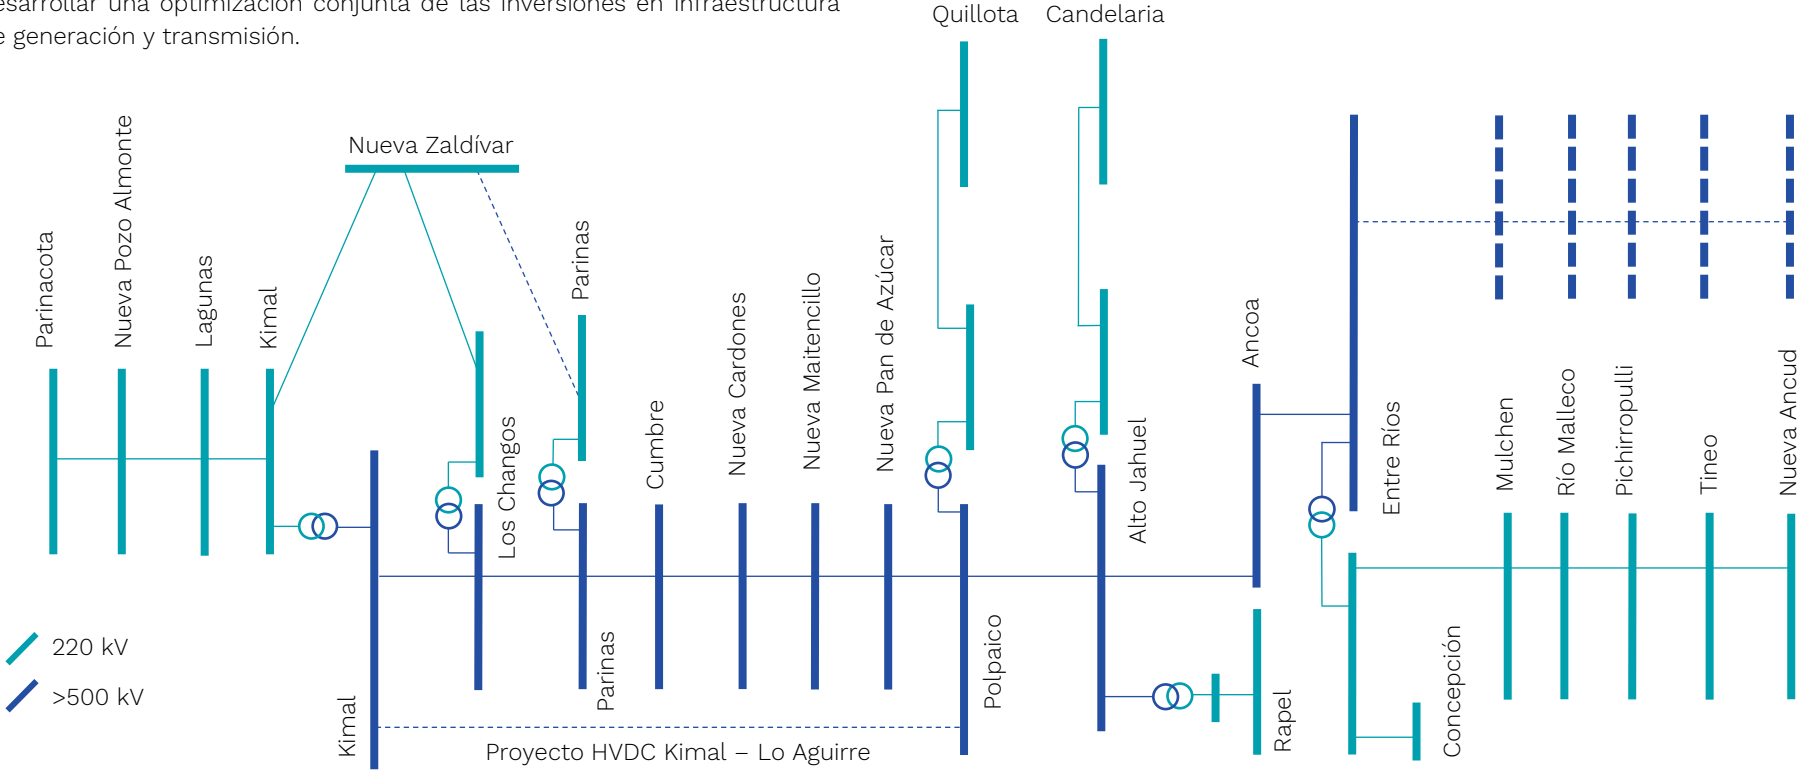 desarrollar una optimización conjunta de las inversiones en infraestructura
de generación y transmisión.
Quillota
Candelaria
Nueva Zaldívar
Parinacota
Nueva Pozo Almonte
Lagunas
Kimal
Los Changos
Parinas
Cumbre
Nueva Cardones
Nueva Maitencillo
Nueva Pan de Azúcar
Alto Jahuel
Ancoa
Entre Ríos
Mulchen
Río Malleco
Pichirropulli
Tineo
Nueva Ancud
220 kV
>500 kV
Kimal
Parinas
Polpaico
Rapel
Concepción
Proyecto HVDC Kimal – Lo Aguirre